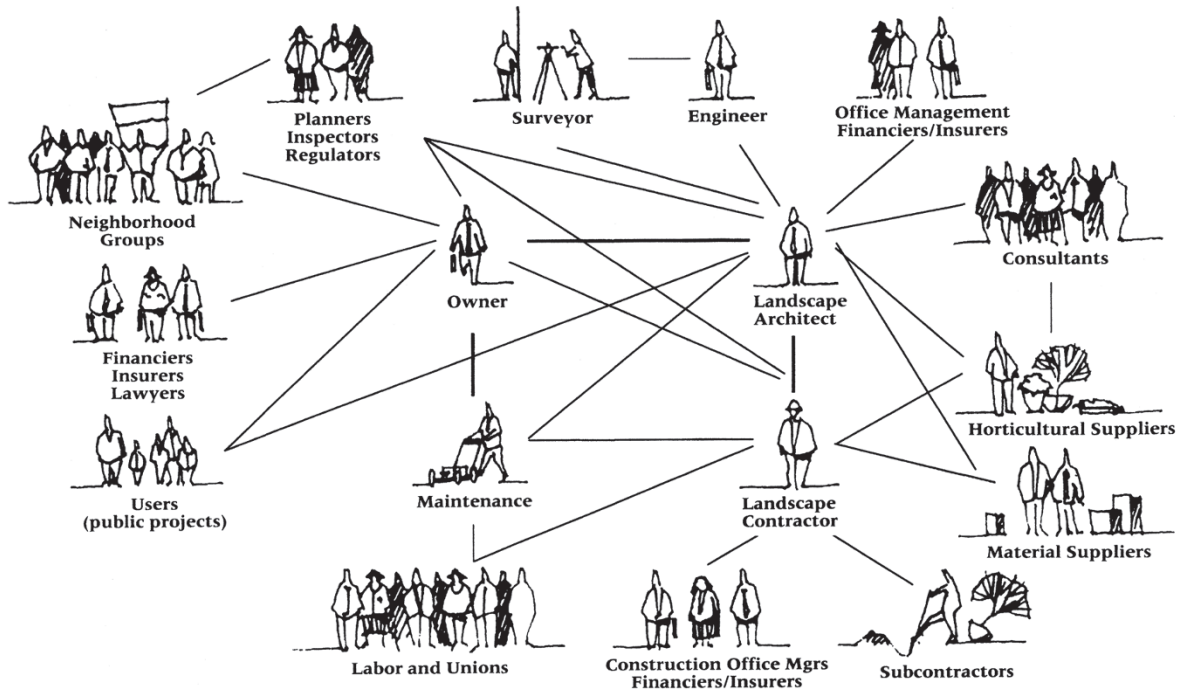 Planners
Inspectors
Regulators
Surveyor
Engineer
Office Management
Financiers/Insurers
Neighborhood
Groups
Consultants
Owner
Landscape
Architect
Financiers
Insurers
Lawyers
Horticultural Suppliers
Users
(public projects)
Maintenance
Landscape
Contractor
Material Suppliers
Labor and Unions
Construction Office Mgrs
Financiers/Insurers
Subcontractors